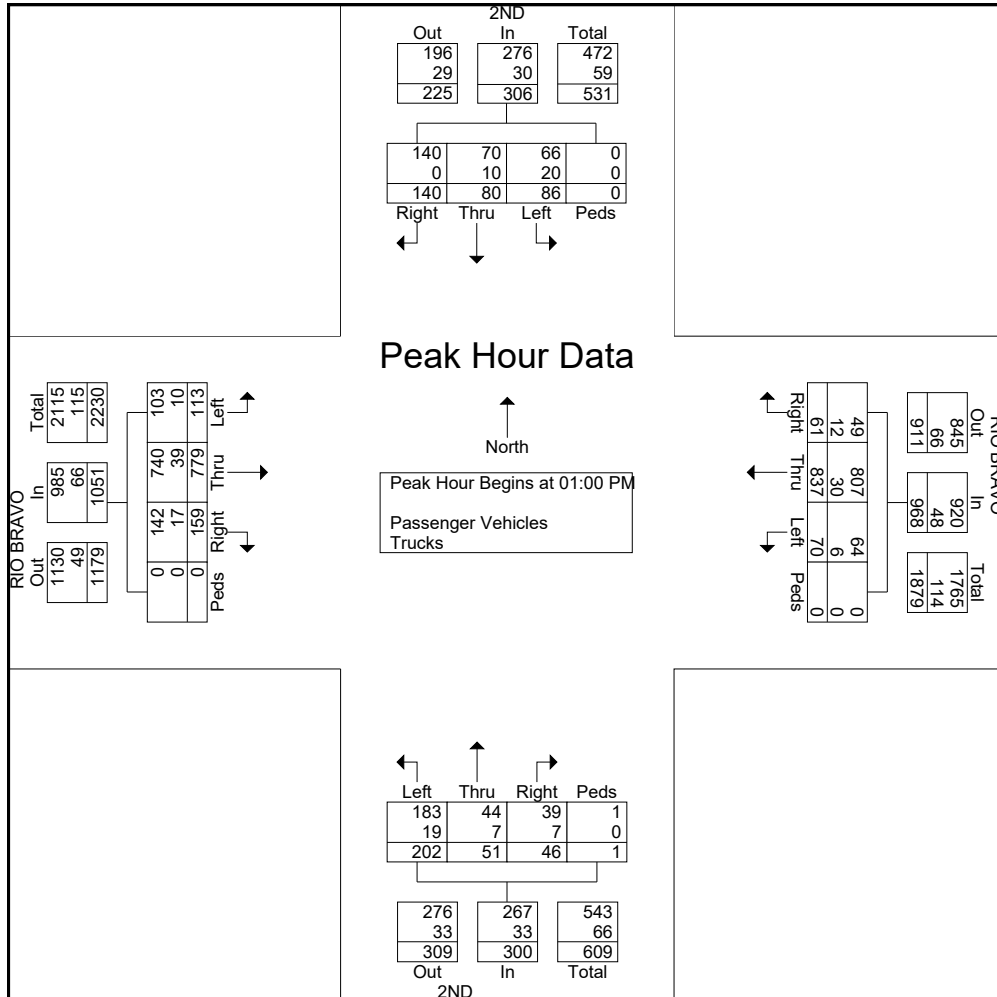 2ND
Out In Total
196 276 472
29 30 59
225 306 531
140 70 66 0
0 10 20 0
140 80 86 0
Right Thru Left Peds
Peak Hour Data
North
Peak Hour Begins at 01:00 PM
Passenger Vehicles
Trucks
RIO BRAVO
Out In Total
1130 985 2115
49 66 115
1179 1051 2230
Left Thru Right Peds
103 740 142 0
10 39 17 0
113 779 159 0
RIO BRAVO
Out In Total
845 920 1765
66 48 114
911 968 1879
49 807 64 0
12 30 6 0
61 837 70 0
Right Thru Left Peds
Left Thru Right Peds
183 44 39 1
19 7 7 0
202 51 46 1
276 267 543
33 33 66
309 300 609
Out In Total
2ND